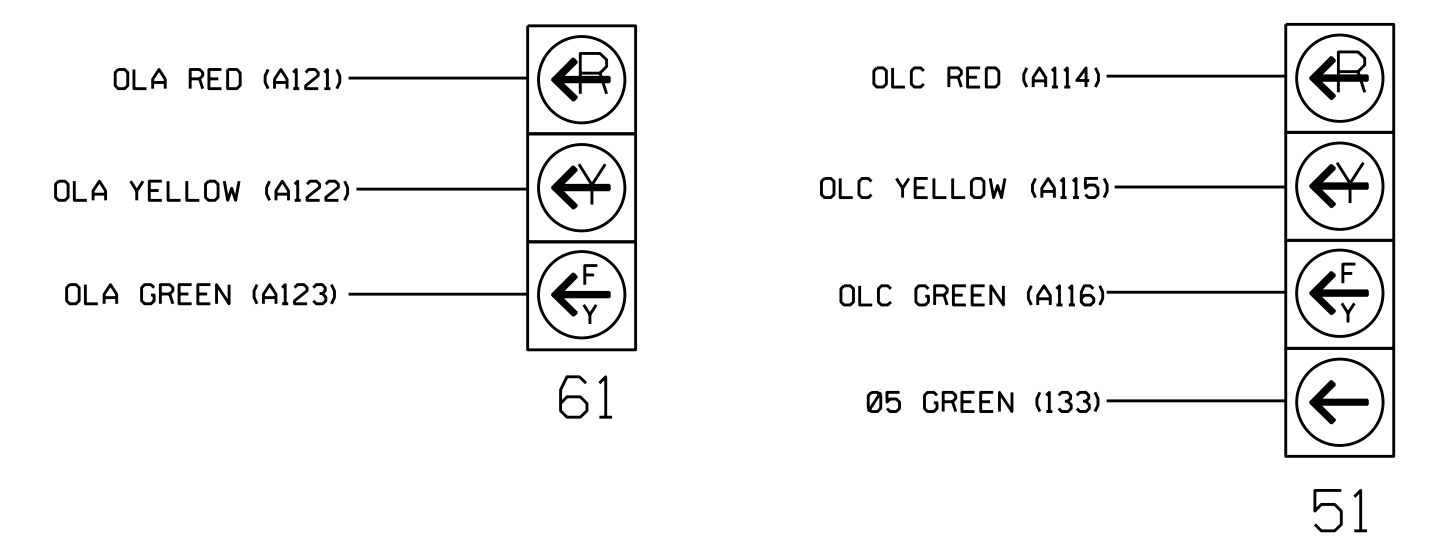 OLA RED (A121)
R
OLA YELLOW (A122)
Y
OLA GREEN (A123)
F
Y
61
OLC RED (A114)
R
OLC YELLOW (A115)
Y
OLC GREEN (A116)
F
Y
Ø5 GREEN (133)
51